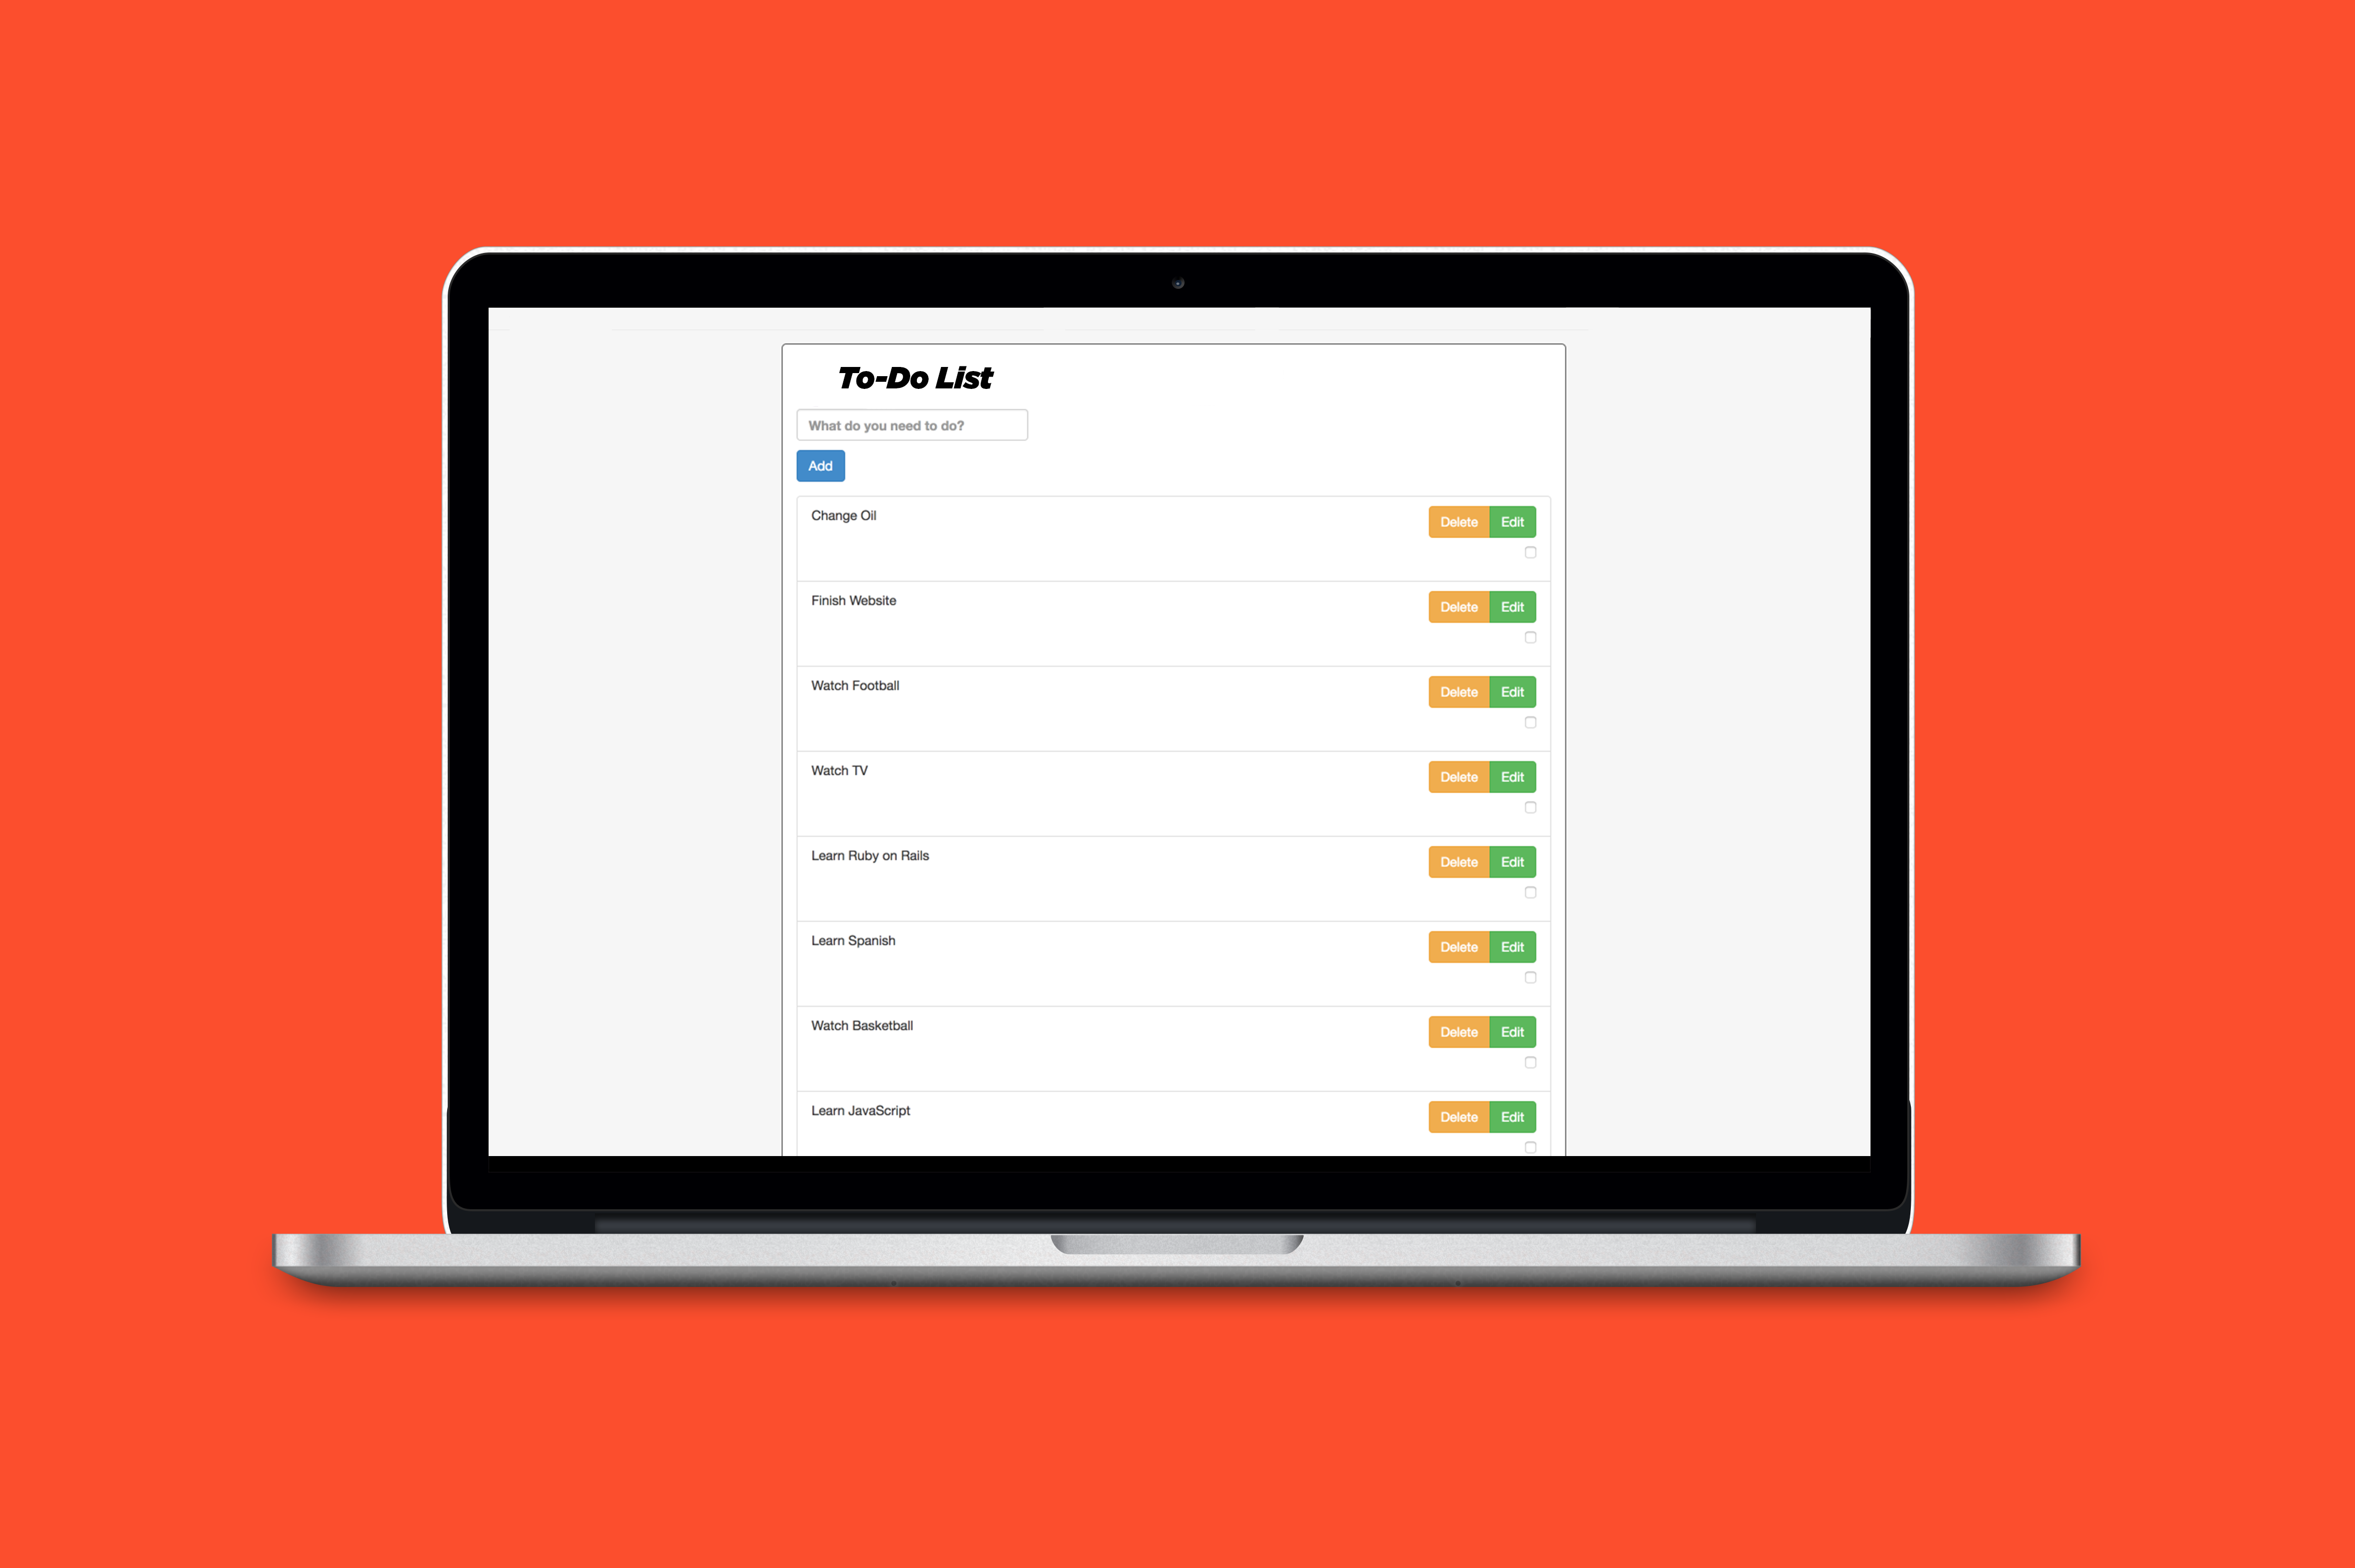 To-Do List
What do you need to do?
Add
Change Oil
Delete Edit
Finish Website
Delete Edit
Watch Football
Delete Edit
Watch TV
Delete Edit
Learn Ruby on Rails
Delete Edit
Learn Spanish
Delete Edit
Watch Basketball
Delete Edit
Learn JavaScript
Delete Edit